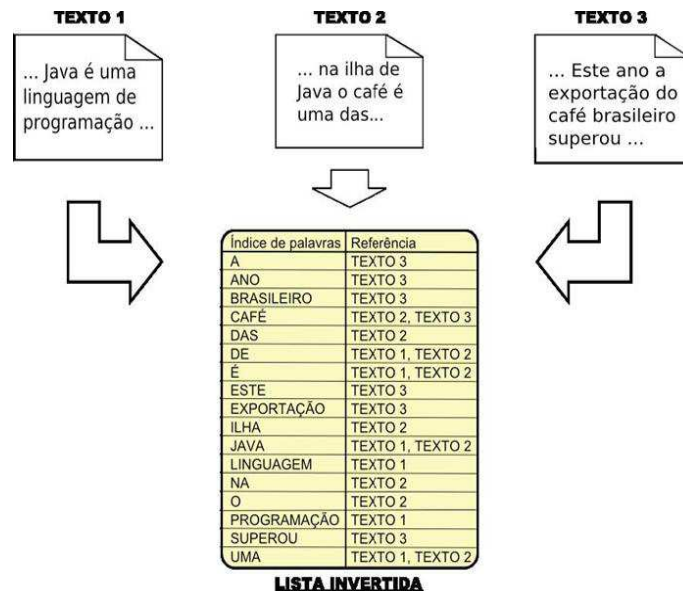 TEXTO 1
... Java é uma
linguagem de
programação ...
TEXTO 2
... na ilha de
Java o café é
uma das...
TEXTO 3
... Este ano a
exportação do
café brasileiro
superou ...
Índice de palavras Referência
A TEXTO 3
ANO TEXTO 3
BRASILEIRO TEXTO 3
CAFÉ TEXTO 2, TEXTO 3
DAS TEXTO 2
DE TEXTO 1, TEXTO 2
É TEXTO 1, TEXTO 2
ESTE TEXTO 3
EXPORTAÇÃO TEXTO 3
ILHA TEXTO 2
JAVA TEXTO 1, TEXTO 2
LINGUAGEM TEXTO 1
NA TEXTO 2
O TEXTO 2
PROGRAMAÇÃO TEXTO 1
SUPEROU TEXTO 3
UMA TEXTO 1, TEXTO 2
LISTA INVERTIDA